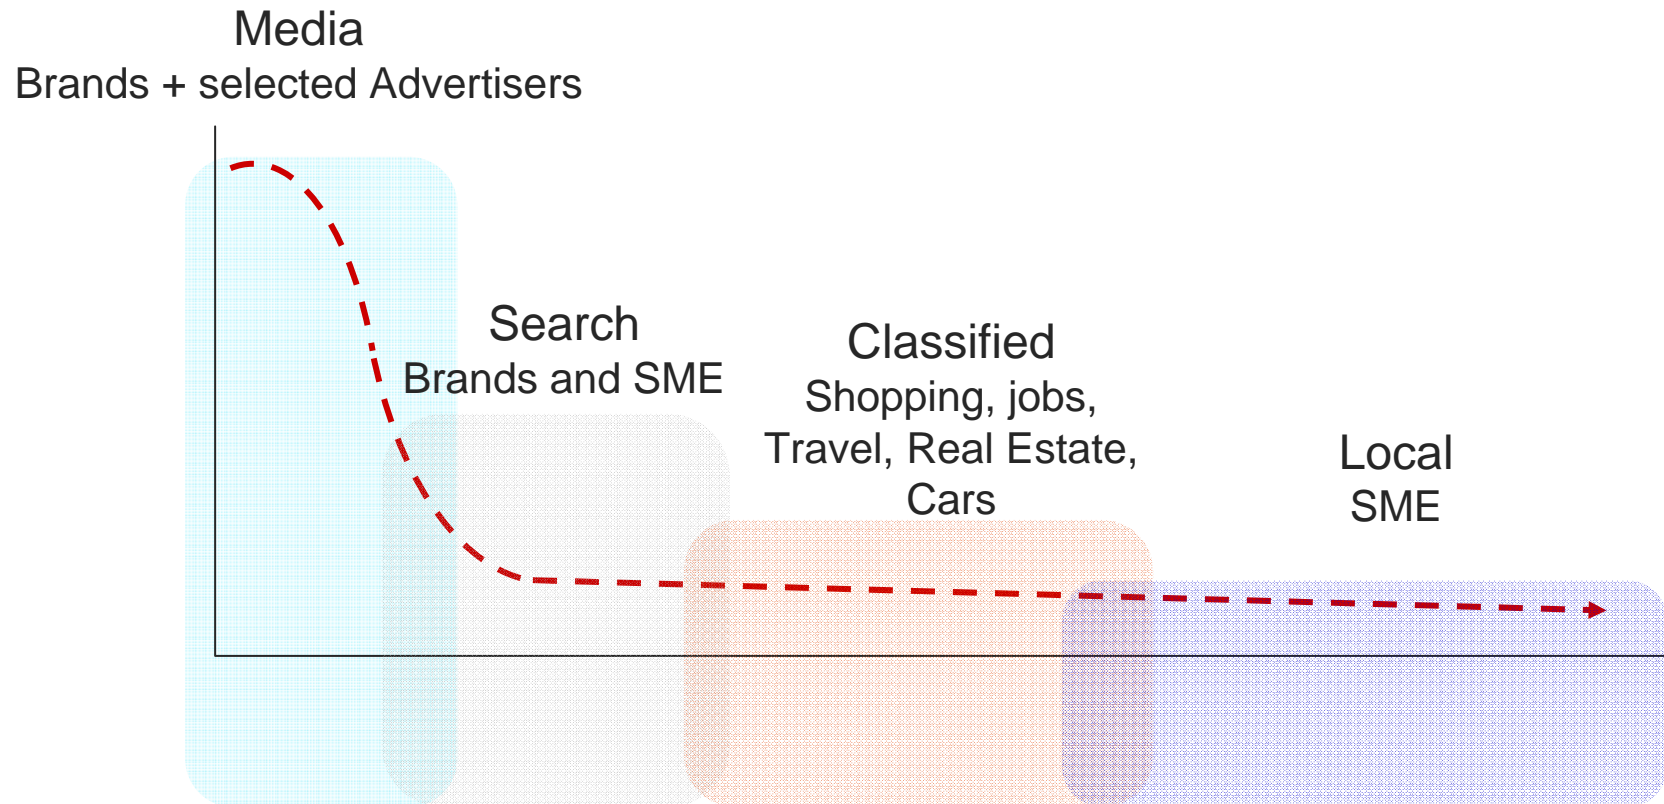 Media
Brands + selected Advertisers
Search
Brands and SME
Classified
Shopping, jobs,
Travel, Real Estate,
Cars
Local
SME